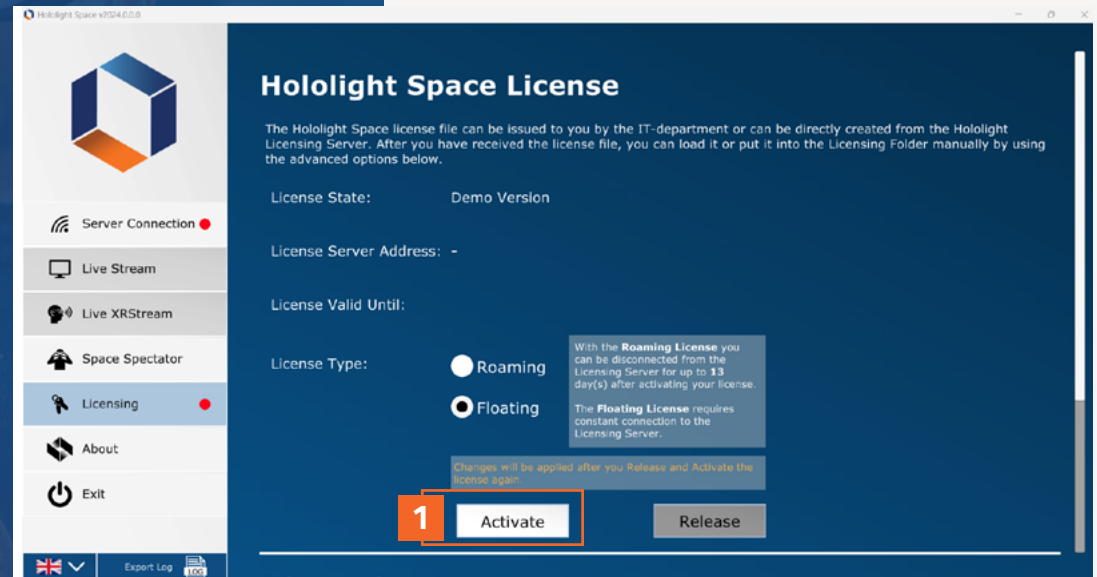 Hololight Space v2024.0.0.0
Hololight Space License
The Hololight Space license file can be issued to you by the IT-department or can be directly created from the Hololight
Licensing Server. After you have received the license file, you can load it or put it into the Licensing Folder manually by using
the advanced options below.
License State: Demo Version
Server Connection
License Server Address: -
Live Stream
License Valid Until:
Live XRStream
Space Spectator
License Type:
Roaming
With the Roaming License you
can be disconnected from the
Licensing Server for up to 13
day(s) after activating your license.
Licensing
Floating
The Floating License requires
constant connection to the
Licensing Server.
About
Changes will be applied after you Release and Activate the
license again.
Exit
1
Activate
Release
Export Log
LOG